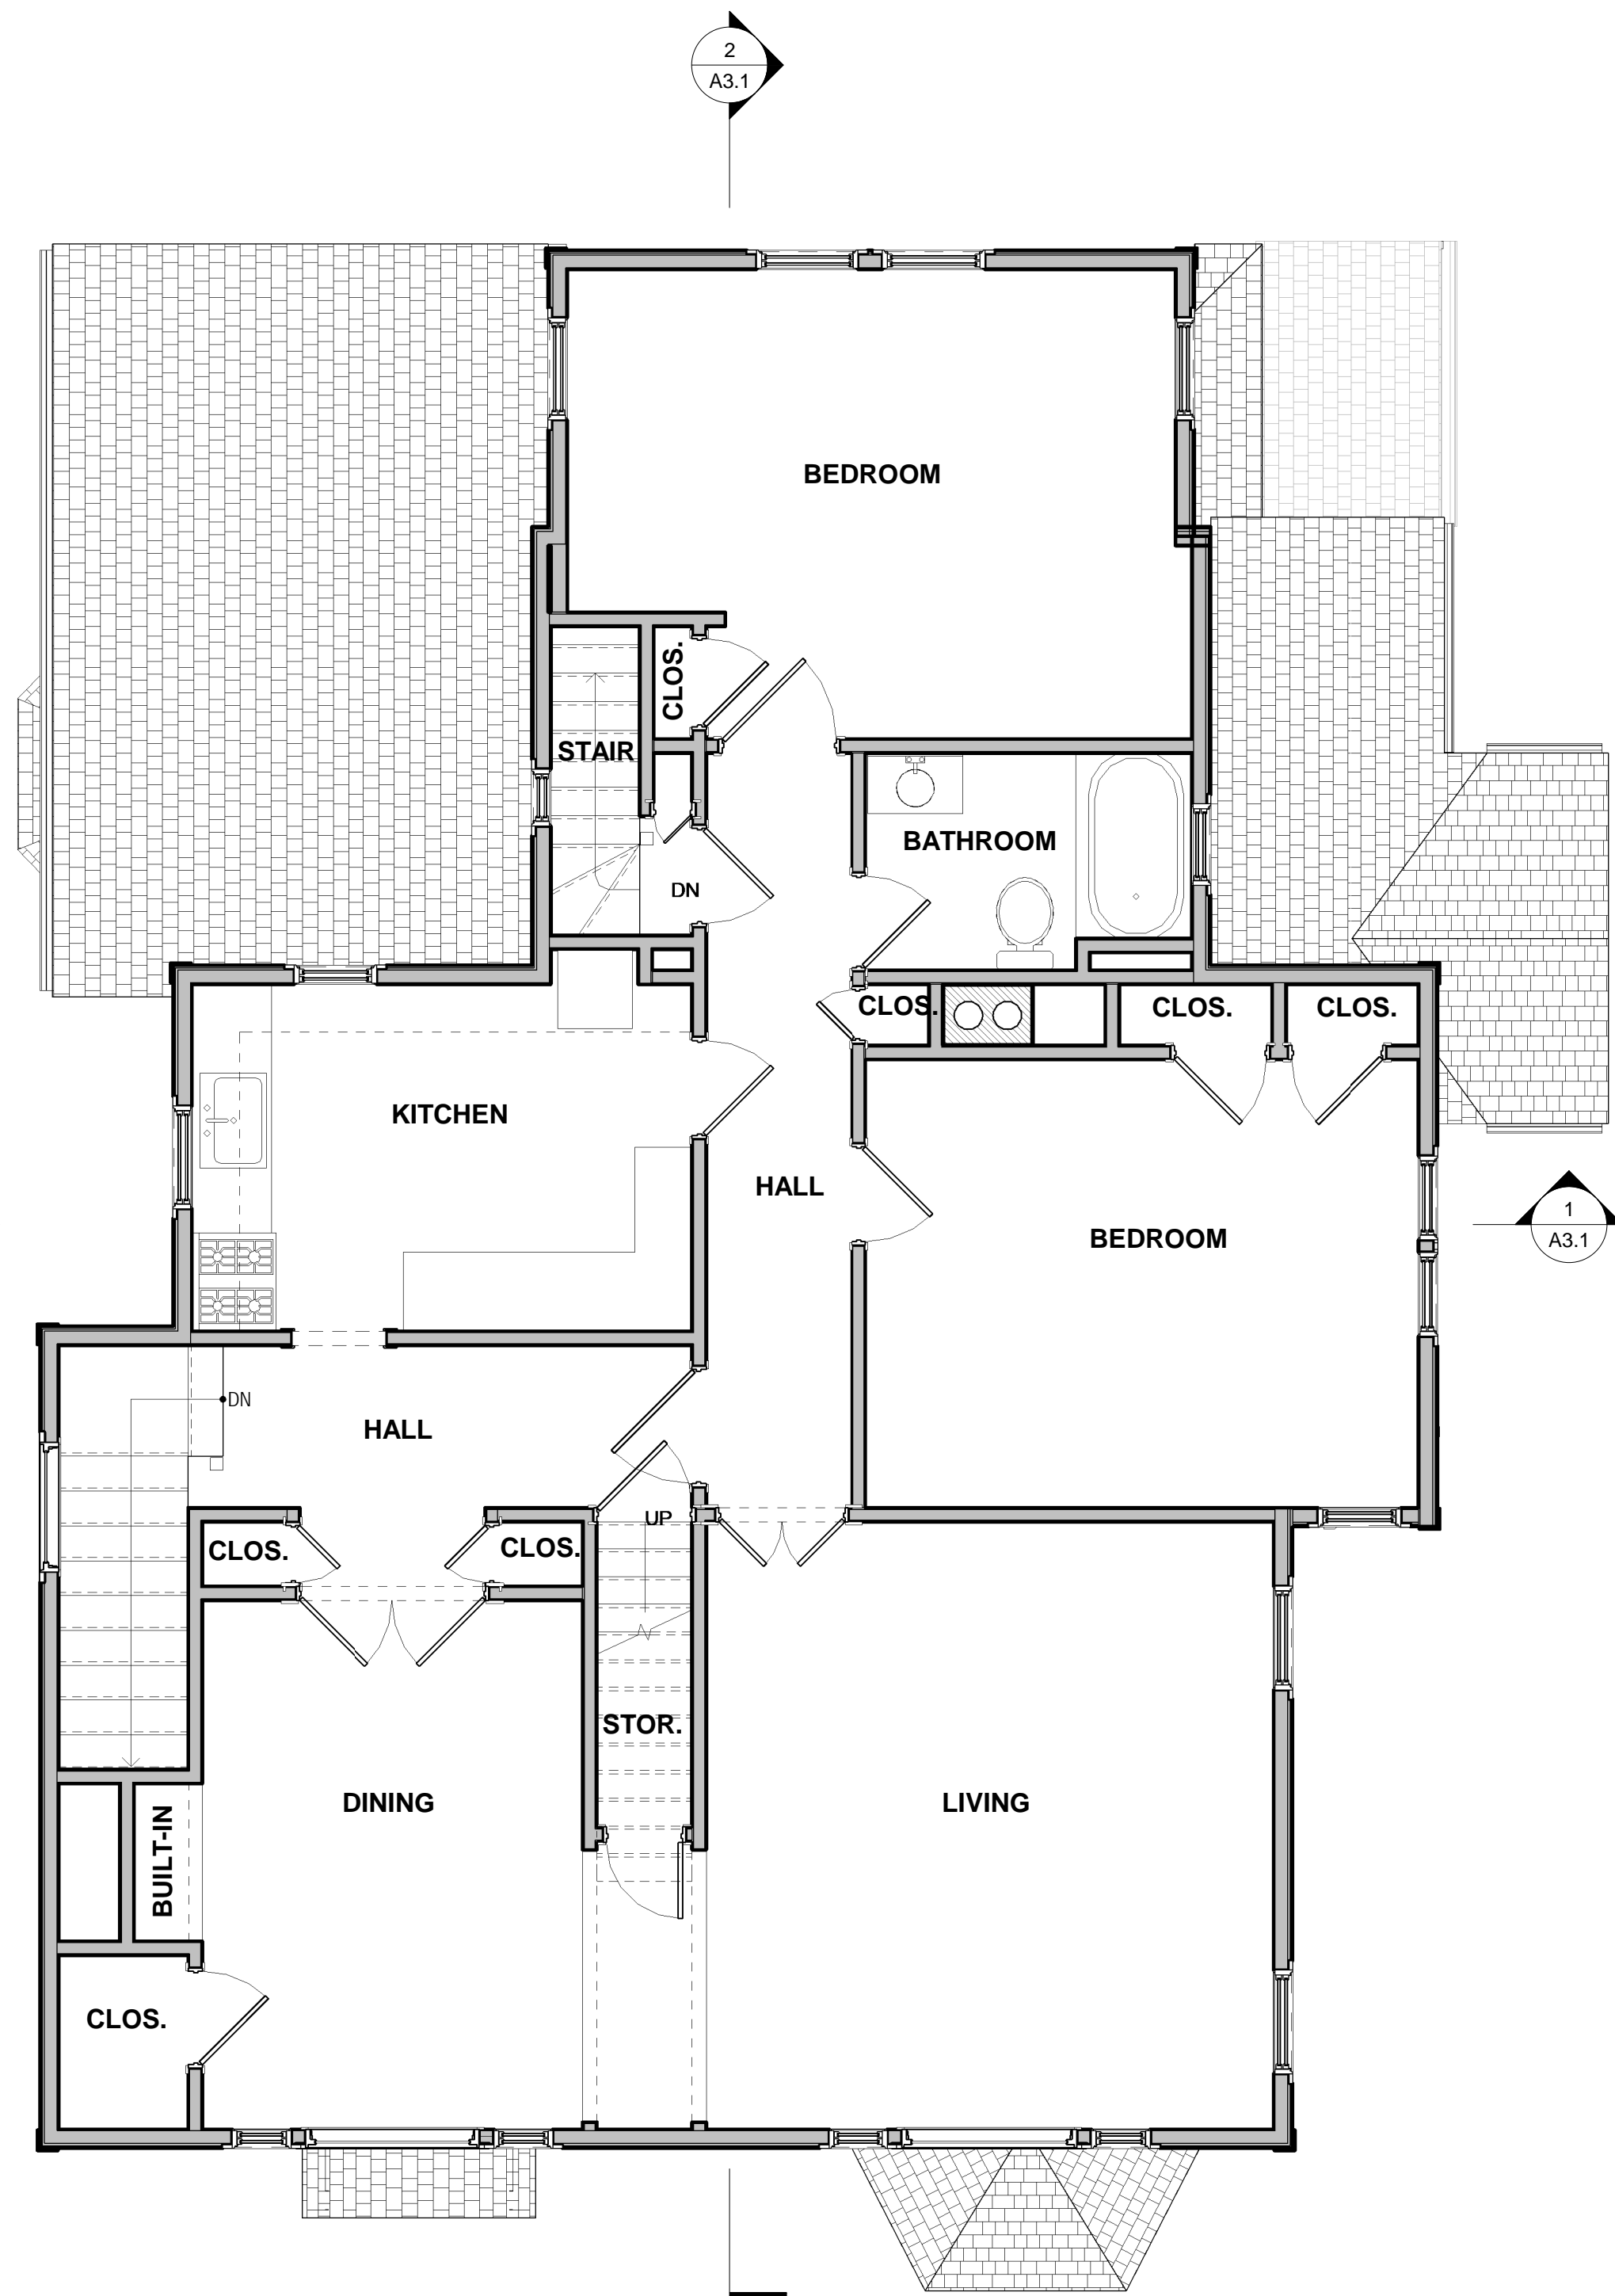 2
A3.1
BEDROOM
CLOS.
STAIR
BATHROOM
DN
CLOS.
CLOS.
CLOS.
KITCHEN
HALL
BEDROOM
1
A3.1
DN
HALL
UP
CLOS.
CLOS.
STOR.
DINING
LIVING
BUILT-IN
CLOS.